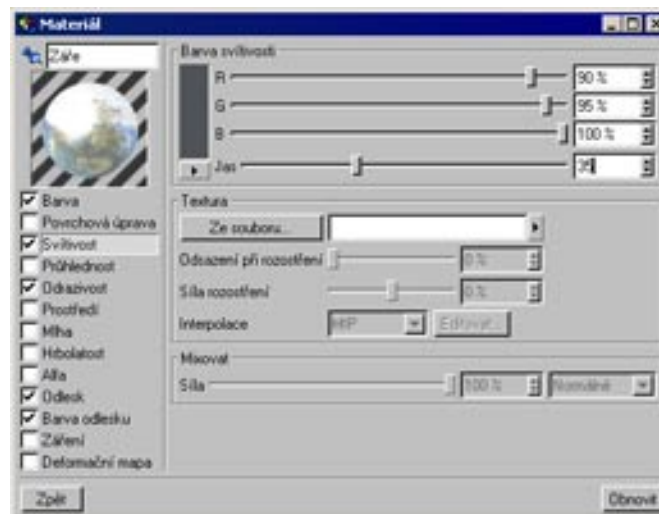 Materiál
Záře
Barva svítivosti
R 90 %
G 95 %
B 100 %
Jas 35
Barva
Povrchová úprava
Svítivost
Průhlednost
Odrazivost
Prostředí
Mlha
Hrbolatost
Alfa
Odlesk
Barva odlesku
Záření
Deformační mapa
Textura
Ze souboru...
Odsazení při rozostření 0 %
Síla rozostření 0 %
Interpolace MIP Editovat...
Mixovat
Síla 100 % Normálně
Zpět
Obnovit